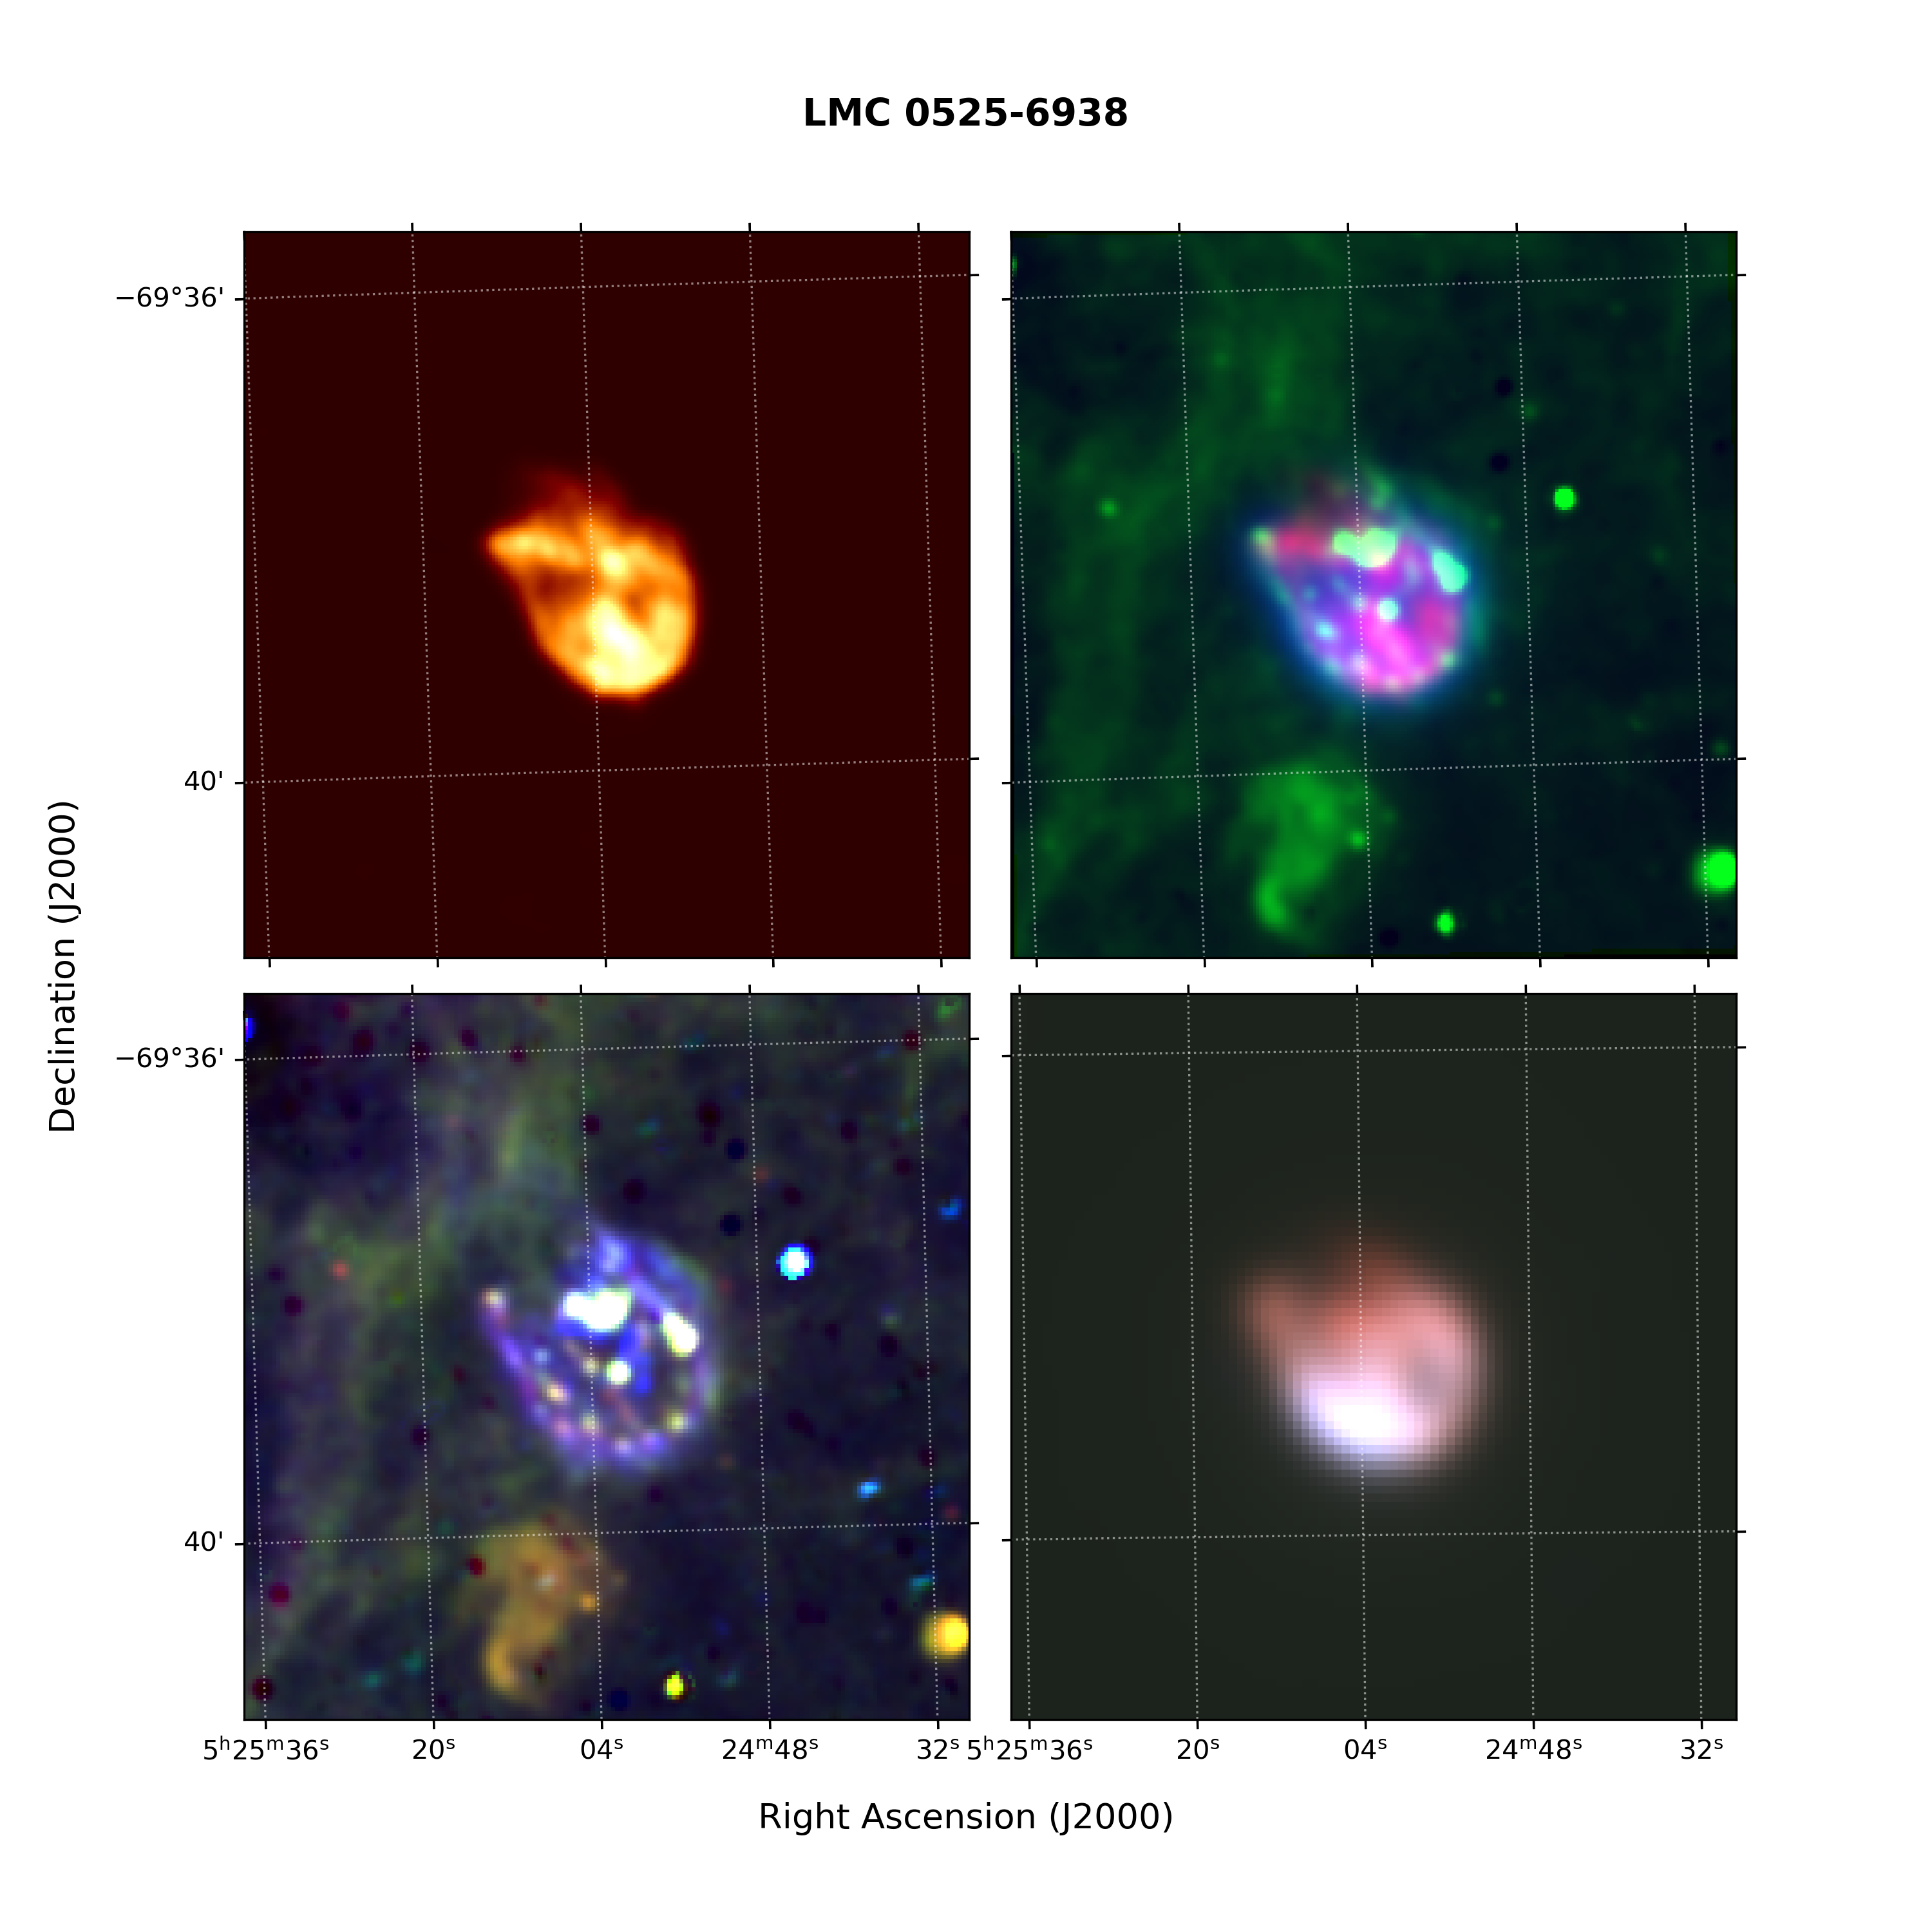 LMC 0525-6938
−69°36'
40'
Declination (J2000)
−69°36'
40'
5ʰ25ᵐ36ˢ 20ˢ 04ˢ 24ᵐ48ˢ 32ˢ 5ʰ25ᵐ36ˢ 20ˢ 04ˢ 24ᵐ48ˢ 32ˢ
Right Ascension (J2000)